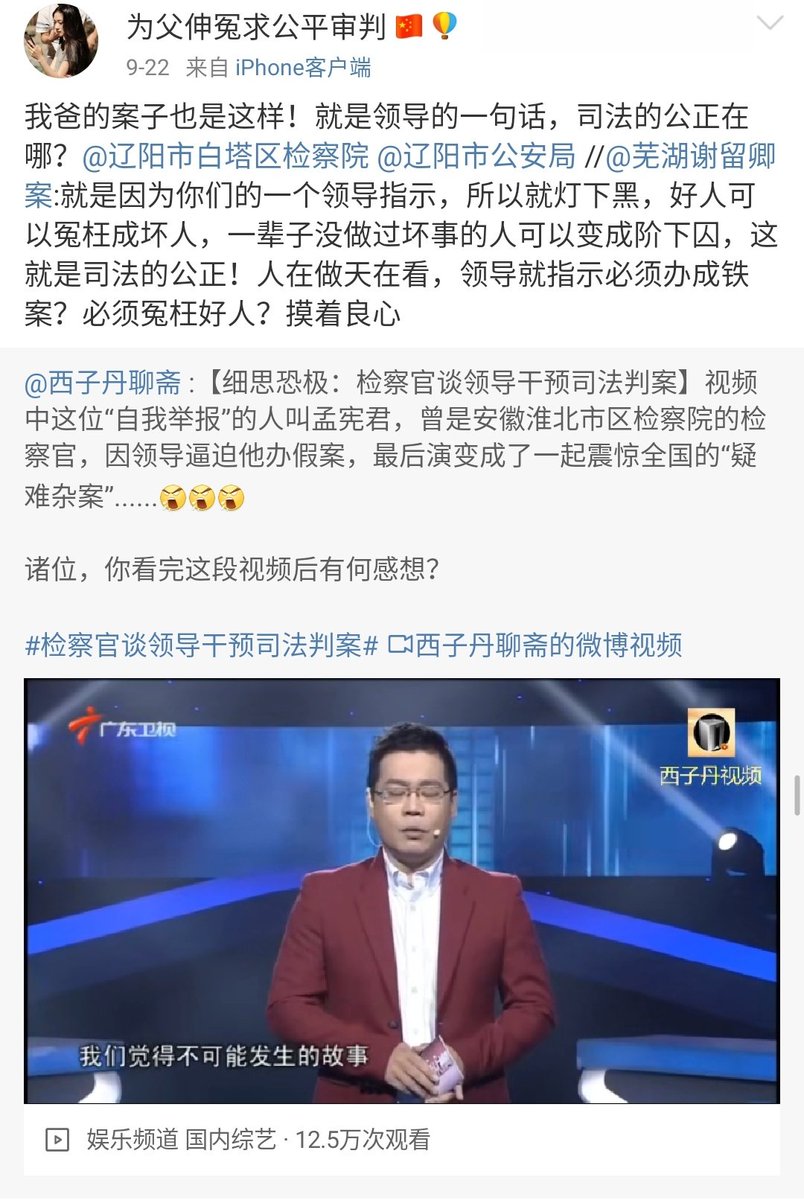 为父伸冤求公平审判🇨🇳🎈
9-22 来自 iPhone客户端
我爸的案子也是这样！就是领导的一句话，司法的公正在
哪？@辽阳市白塔区检察院 @辽阳市公安局 //@芜湖谢留卿
案:就是因为你们的一个领导指示，所以就灯下黑，好人可
以冤枉成坏人，一辈子没做过坏事的人可以变成阶下囚，这
就是司法的公正！人在做天在看，领导就指示必须办成铁
案？必须冤枉好人？摸着良心
@西子丹聊斋 :【细思恐极：检察官谈领导干预司法判案】视频
中这位“自我举报”的人叫孟宪君，曾是安徽淮北市区检察院的检
察官，因领导逼迫他办假案，最后演变成了一起震惊全国的“疑
难杂案”......
诸位，你看完这段视频后有何感想？
#检察官谈领导干预司法判案# 西子丹聊斋的微博视频
广东卫视
西子丹视频
我们觉得不可能发生的故事
娱乐频道 国内综艺 · 12.5万次观看